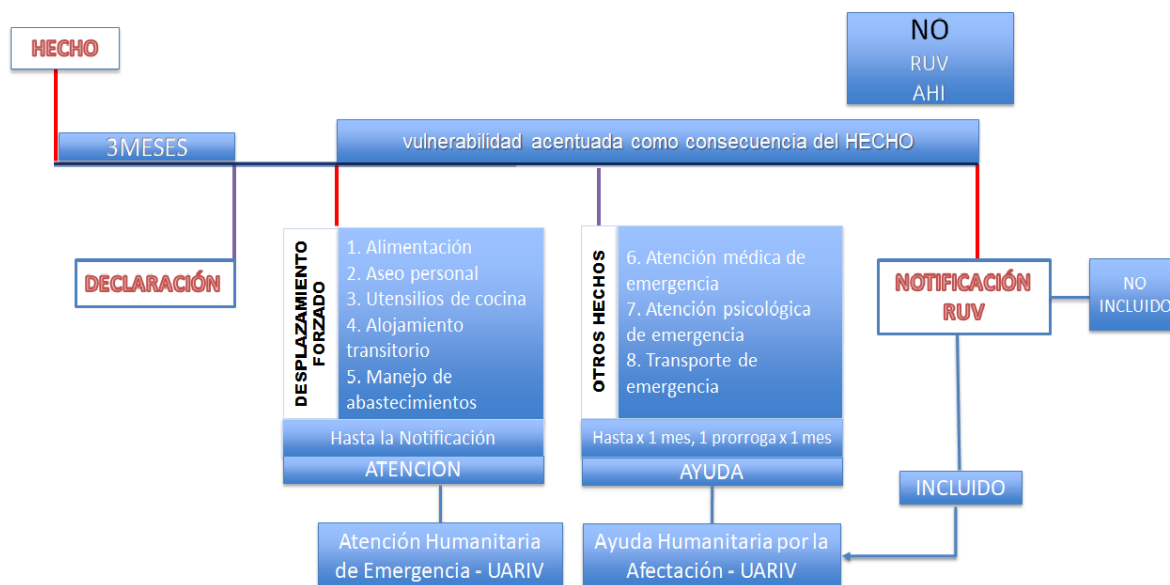 HECHO
NO
RUV
AHI
3MESES
vulnerabilidad acentuada como consecuencia del HECHO
DECLARACIÓN
DESPLAZAMIENTO
FORZADO
1. Alimentación
2. Aseo personal
3. Utensilios de cocina
4. Alojamiento
transitorio
5. Manejo de
abastecimientos
Hasta la Notificación
ATENCION
Atención Humanitaria
de Emergencia - UARIV
OTROS HECHOS
6. Atención médica de
emergencia
7. Atención psicológica
de emergencia
8. Transporte de
emergencia
Hasta x 1 mes, 1 prorroga x 1 mes
AYUDA
Ayuda Humanitaria por la
Afectación - UARIV
NOTIFICACIÓN
RUV
NO
INCLUIDO
INCLUIDO